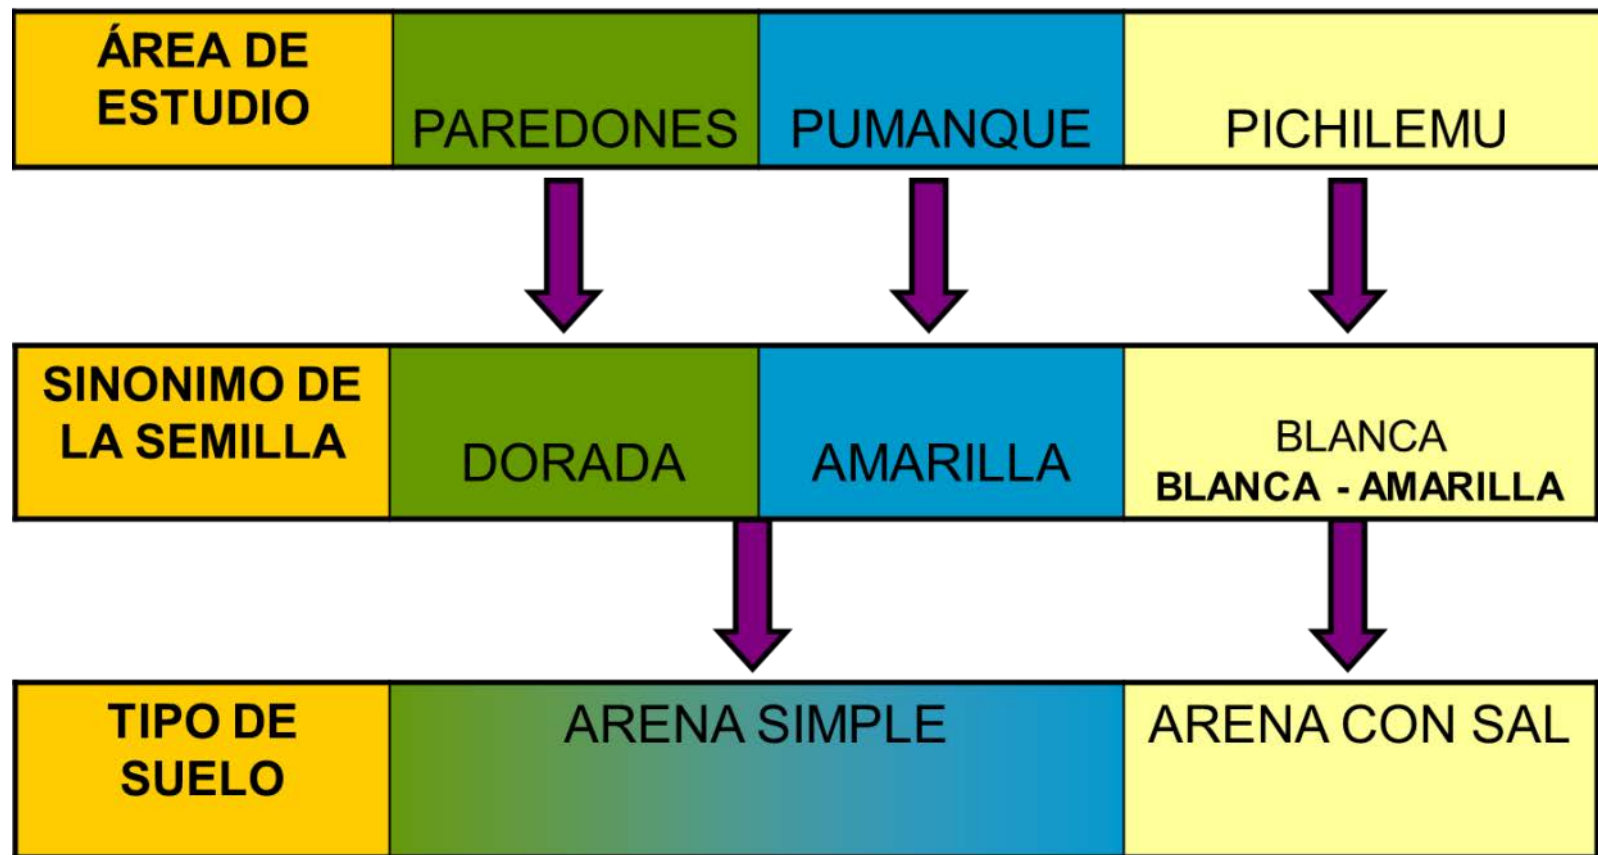 ÁREA DE
ESTUDIO
PAREDONES
PUMANQUE
PICHILEMU
SINONIMO DE
LA SEMILLA
DORADA
AMARILLA
BLANCA
BLANCA - AMARILLA
TIPO DE
SUELO
ARENA SIMPLE
ARENA CON SAL